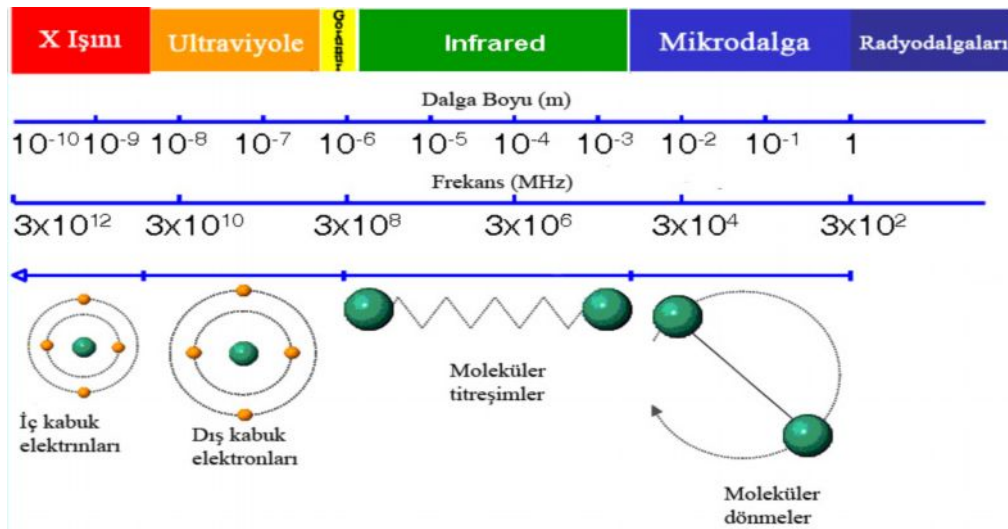 X Işını Ultraviyole Infrared Mikrodalga Radyodalgaları
Dalga Boyu (m)
10⁻¹⁰ 10⁻⁹ 10⁻⁸ 10⁻⁷ 10⁻⁶ 10⁻⁵ 10⁻⁴ 10⁻³ 10⁻² 10⁻¹ 1
Frekans (MHz)
3x10¹² 3x10¹⁰ 3x10⁸ 3x10⁶ 3x10⁴ 3x10²
İç kabuk
elektrınları
Dış kabuk
elektronları
Moleküler
titreşimler
Moleküler
dönmeler